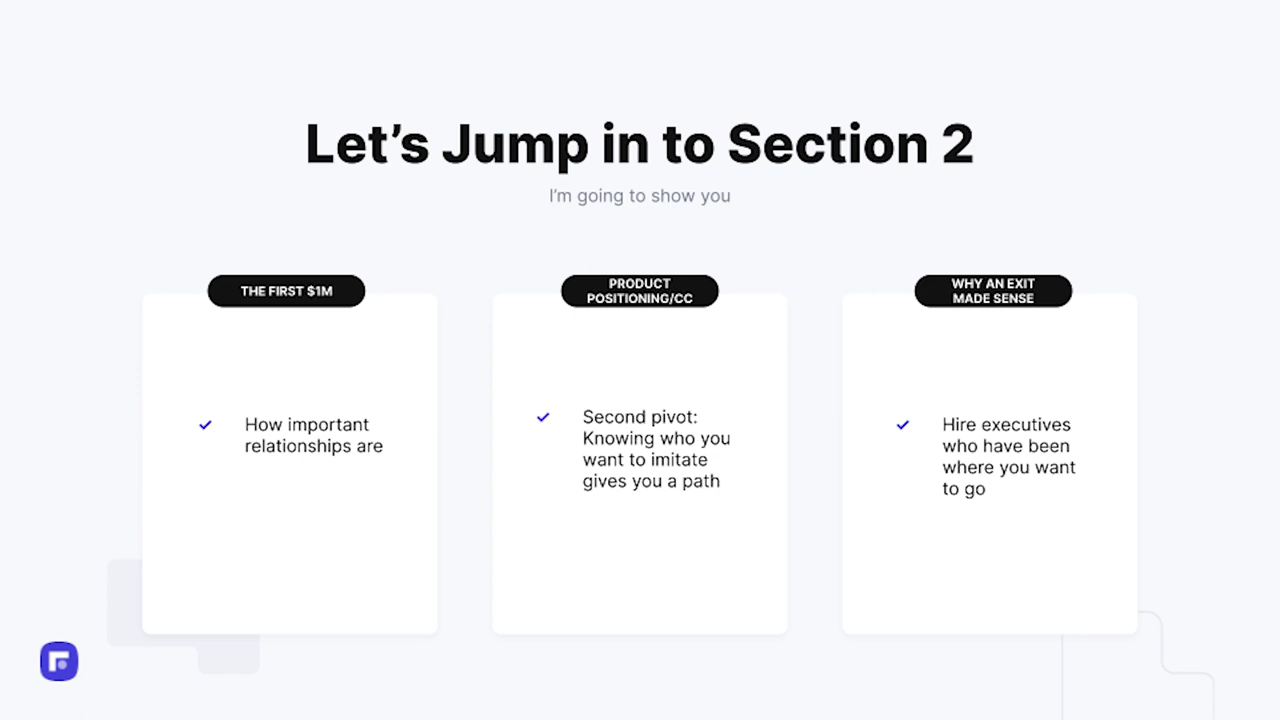 Let’s Jump in to Section 2
I’m going to show you
THE FIRST $1M
How important
relationships are
PRODUCT
POSITIONING/CC
Second pivot:
Knowing who you
want to imitate
gives you a path
WHY AN EXIT
MADE SENSE
Hire executives
who have been
where you want
to go